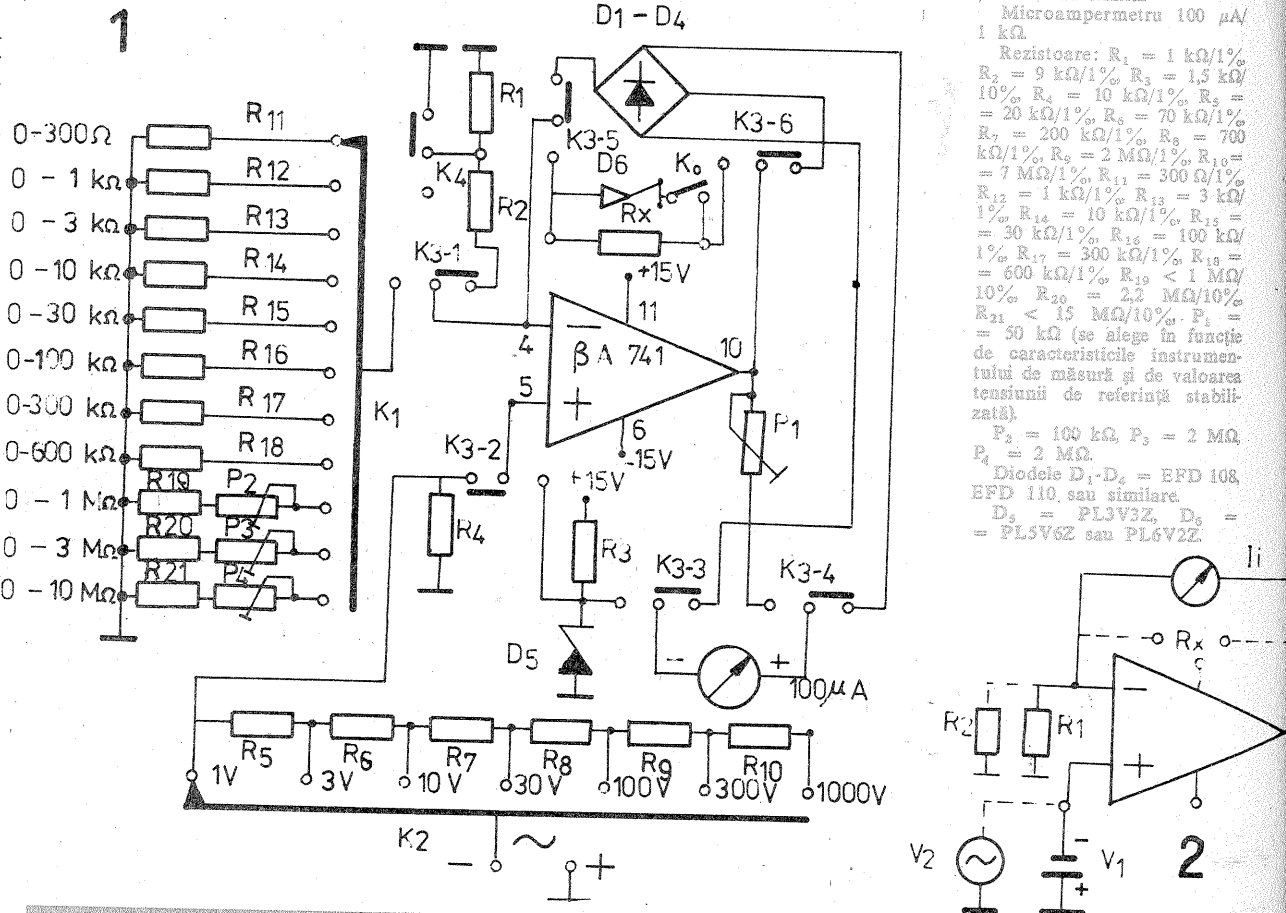 1
D1 - D4
R1
K3-5
K3-6
0-300Ω
R11
0 - 1 kΩ
R12
0 - 3 kΩ
R13
0 - 10 kΩ
R14
0 - 30 kΩ
R15
0-100 kΩ
R16
0-300 kΩ
R17
0-600 kΩ
R18
0 - 1 MΩ
R19
P2
0 - 3 MΩ
R20
P3
0 - 10 MΩ
R21
P4
K1
K4
R2
K3-1
D6
K₀
Rx
+15V
11
4
βA 741
10
5
6
-15V
K3-2
+15V
P1
R4
R3
K3-3
K3-4
D5
-
+
100μA
R5
R6
R7
R8
R9
R10
1V
3V
10V
30V
100V
300V
1000V
K2
~
-
+
Microampermetru 100 μA/
1 kΩ.
Rezistoare: R₁ = 1 kΩ/1%,
R₂ = 9 kΩ/1%, R₃ = 1,5 kΩ/
10%, R₄ = 10 kΩ/1%, R₅ =
= 20 kΩ/1%, R₆ = 70 kΩ/1%,
R₇ = 200 kΩ/1%, R₈ = 700
kΩ/1%, R₉ = 2 MΩ/1%, R₁₀ =
= 7 MΩ/1%, R₁₁ = 300 Ω/1%,
R₁₂ = 1 kΩ/1%, R₁₃ = 3 kΩ/
1%, R₁₄ = 10 kΩ/1%, R₁₅ =
= 30 kΩ/1%, R₁₆ = 100 kΩ/
1%, R₁₇ = 300 kΩ/1%, R₁₈ =
= 600 kΩ/1%, R₁₉ < 1 MΩ/
10%, R₂₀ = 2,2 MΩ/10%,
R₂₁ < 15 MΩ/10%. P₁ =
= 50 kΩ (se alege în funcție
de caracteristicile instrumen-
tului de măsură și de valoarea
tensiunii de referință stabili-
zată).
P₂ = 100 kΩ, P₃ = 2 MΩ,
P₄ = 2 MΩ.
Diodele D₁-D₄ = EFD 108,
EFD 110, sau similare.
D₅ = PL3V3Z, D₆ =
= PL5V6Z sau PL6V2Z.
Ii
Rx
R2
R1
-
+
V2
~
V1
-
+
2